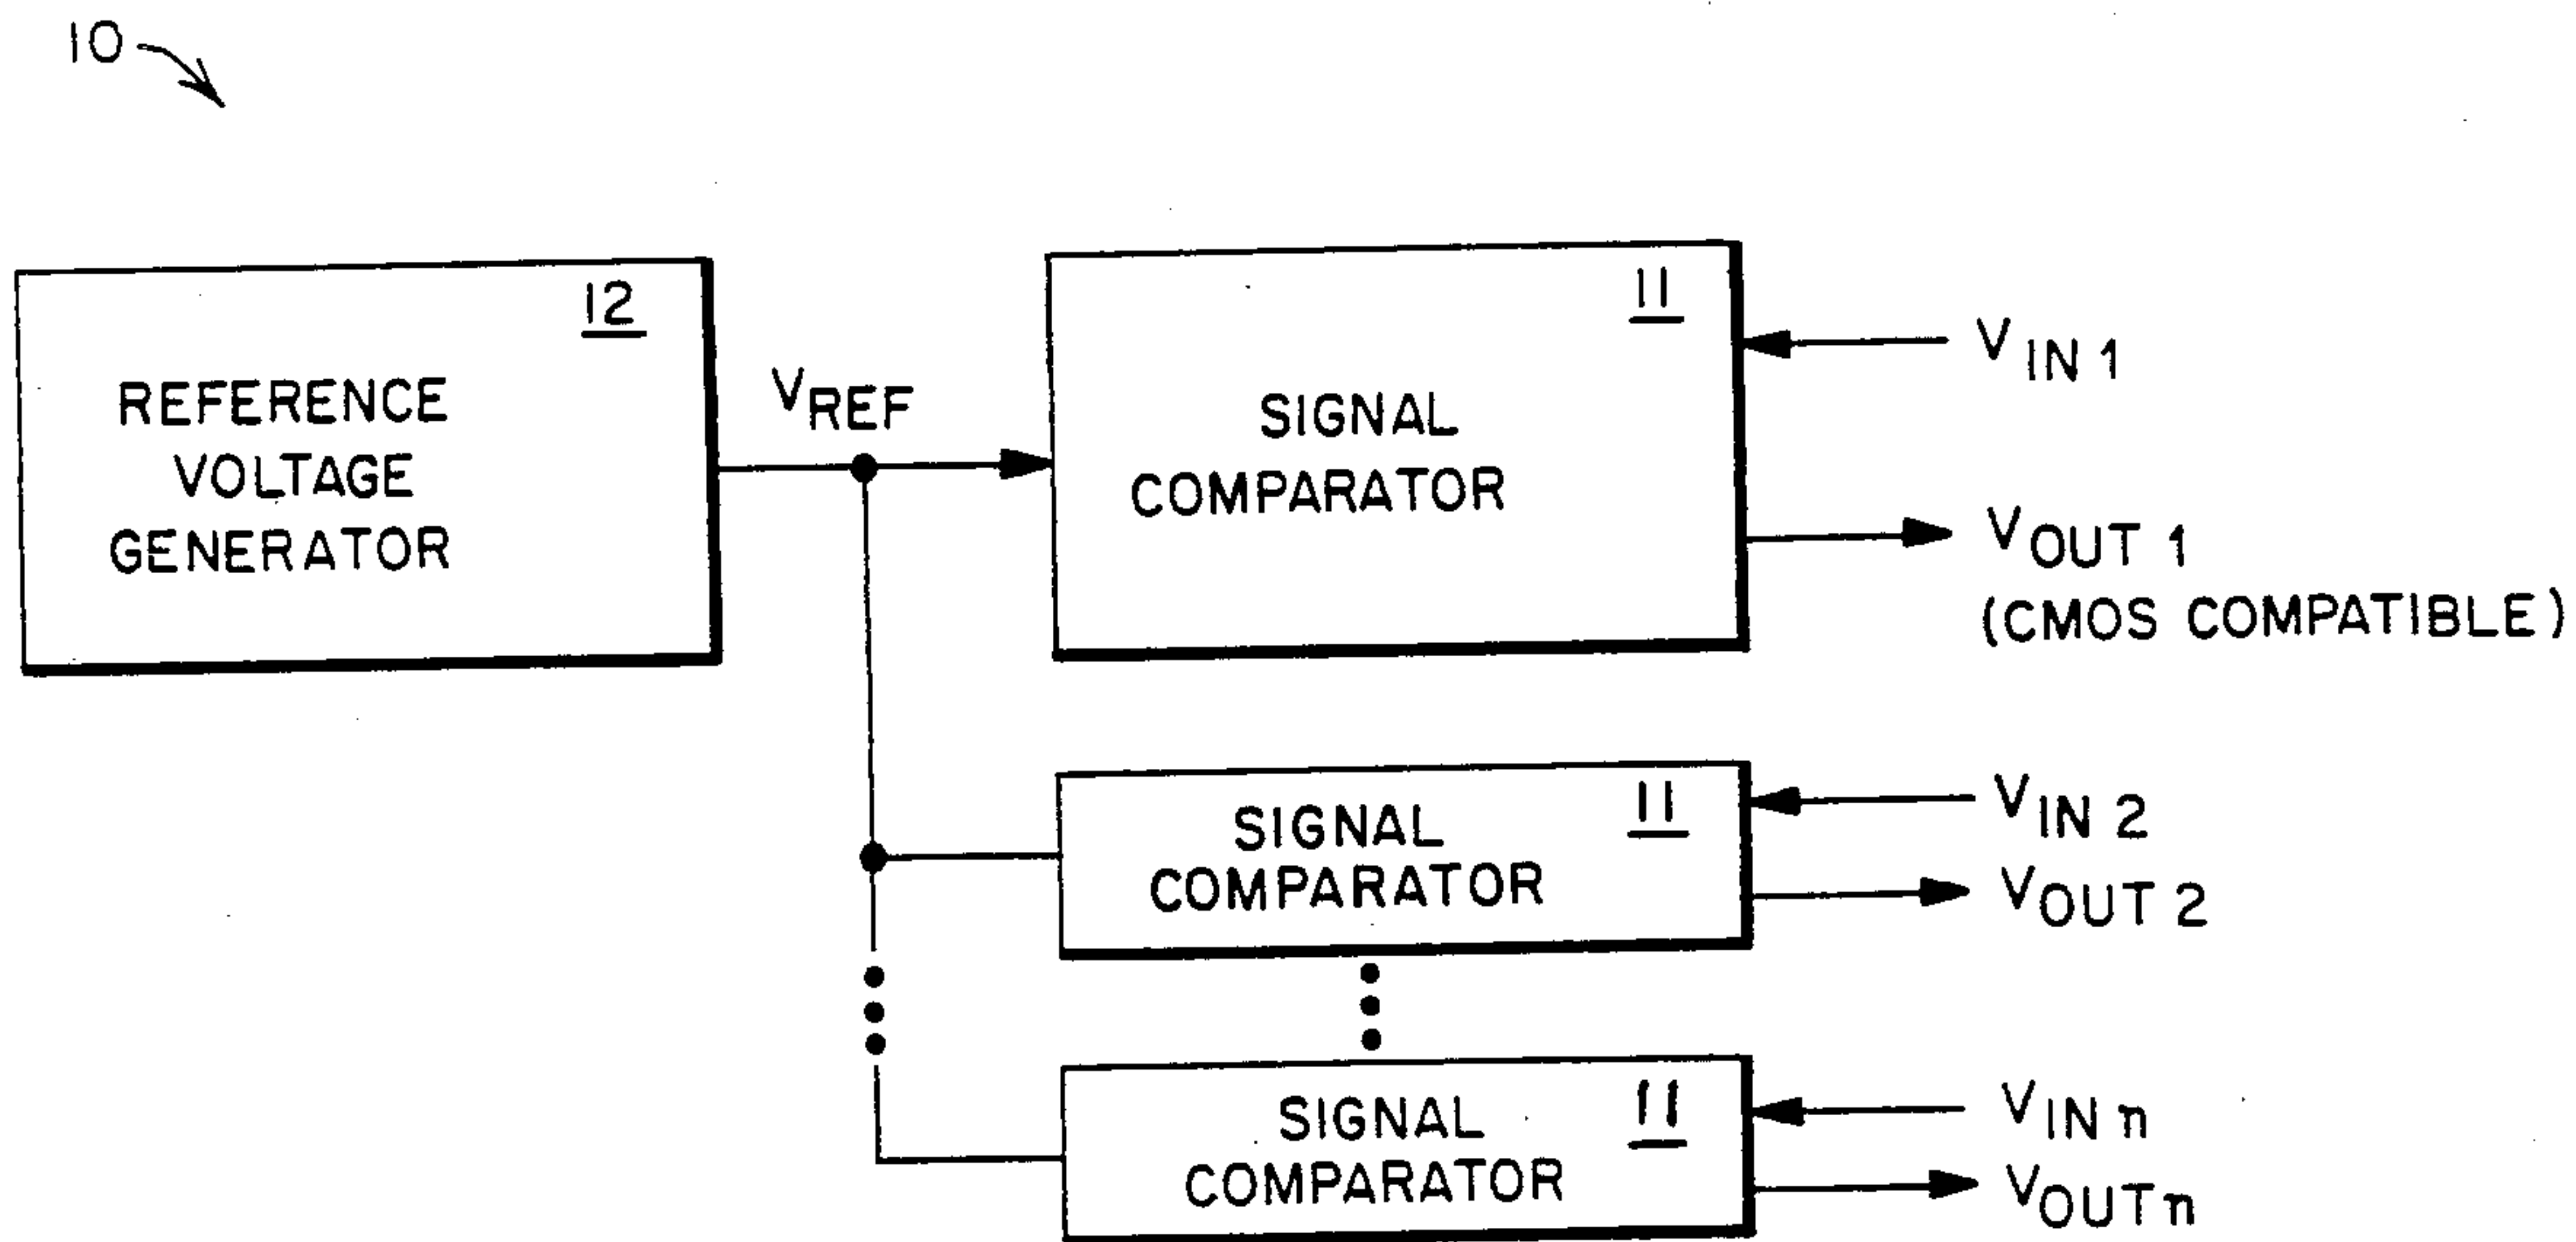 10
12
REFERENCE
VOLTAGE
GENERATOR
VREF
11
SIGNAL
COMPARATOR
VIN 1
VOUT 1
(CMOS COMPATIBLE)
11
SIGNAL
COMPARATOR
VIN 2
VOUT 2
11
SIGNAL
COMPARATOR
VIN n
VOUT n